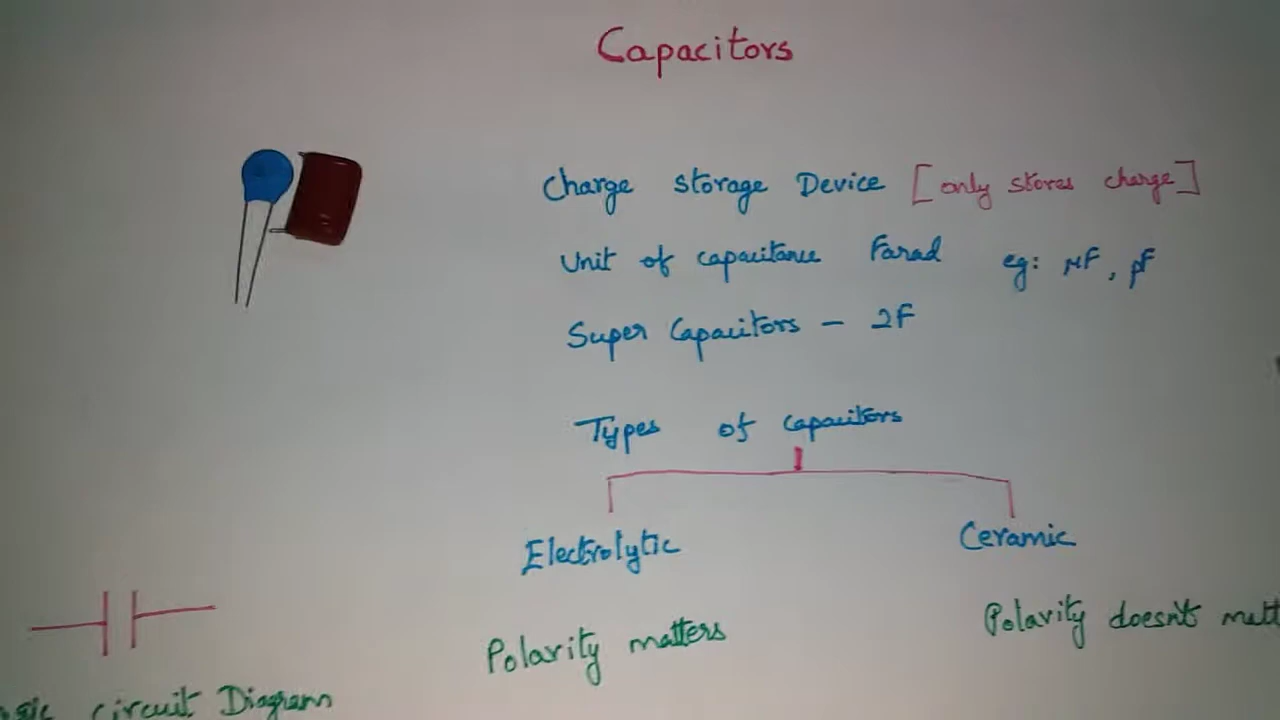 Capacitors
Charge storage Device [only stores charge]
Unit of capacitance Farad eg: μF, pF
Super Capacitors - 2F
Types of capacitors
Electrolytic Ceramic
Polarity matters Polarity doesn't
circuit Diagram